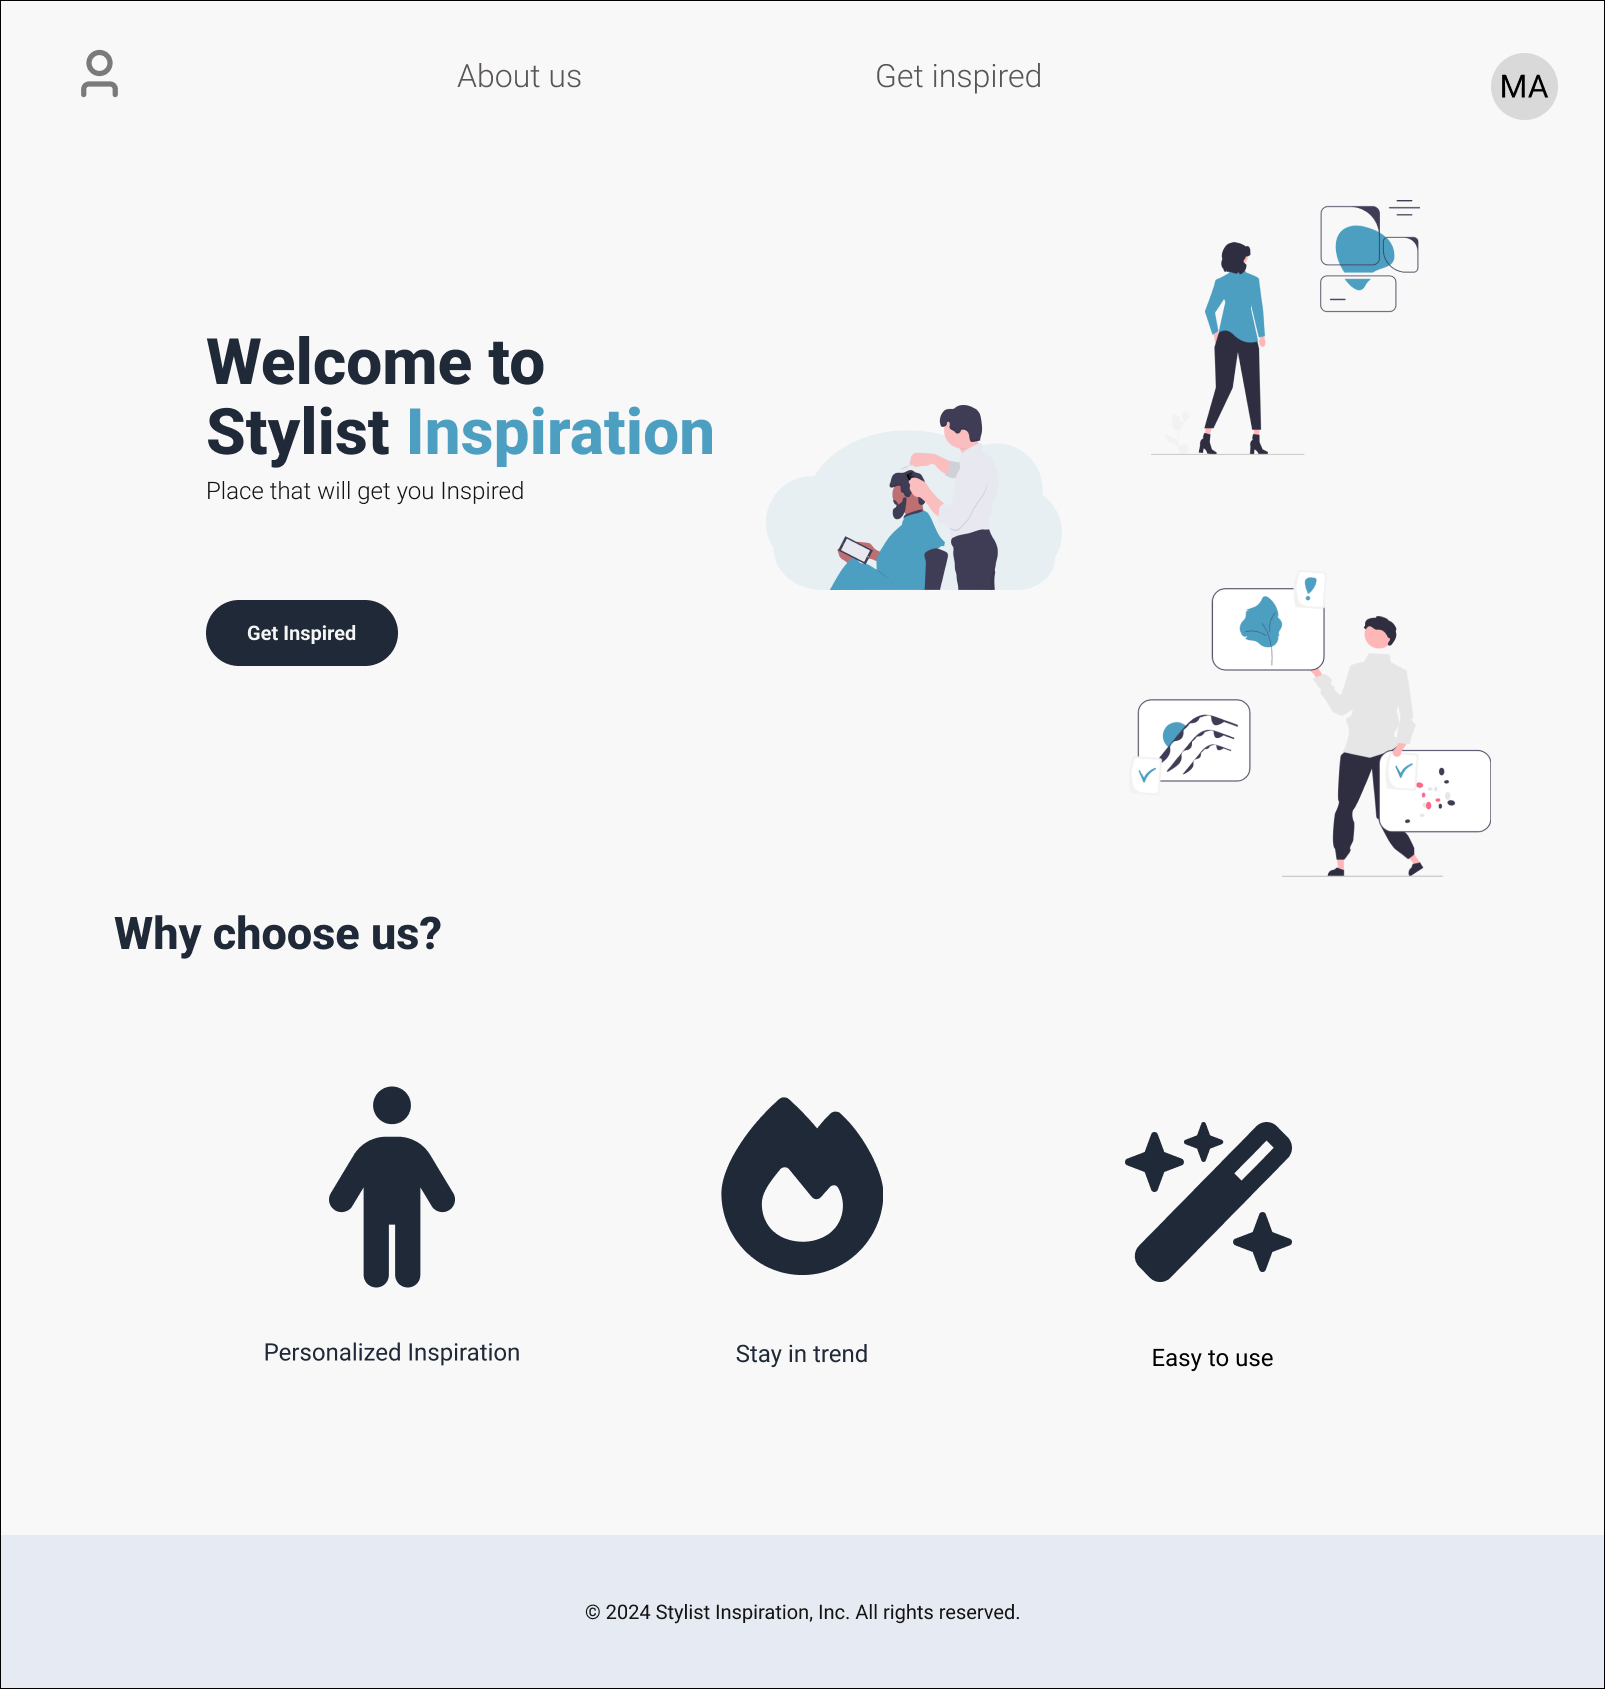 About us
Get inspired
MA
Welcome to
Stylist Inspiration
Place that will get you Inspired
Get Inspired
Why choose us?
Personalized Inspiration
Stay in trend
Easy to use
© 2024 Stylist Inspiration, Inc. All rights reserved.